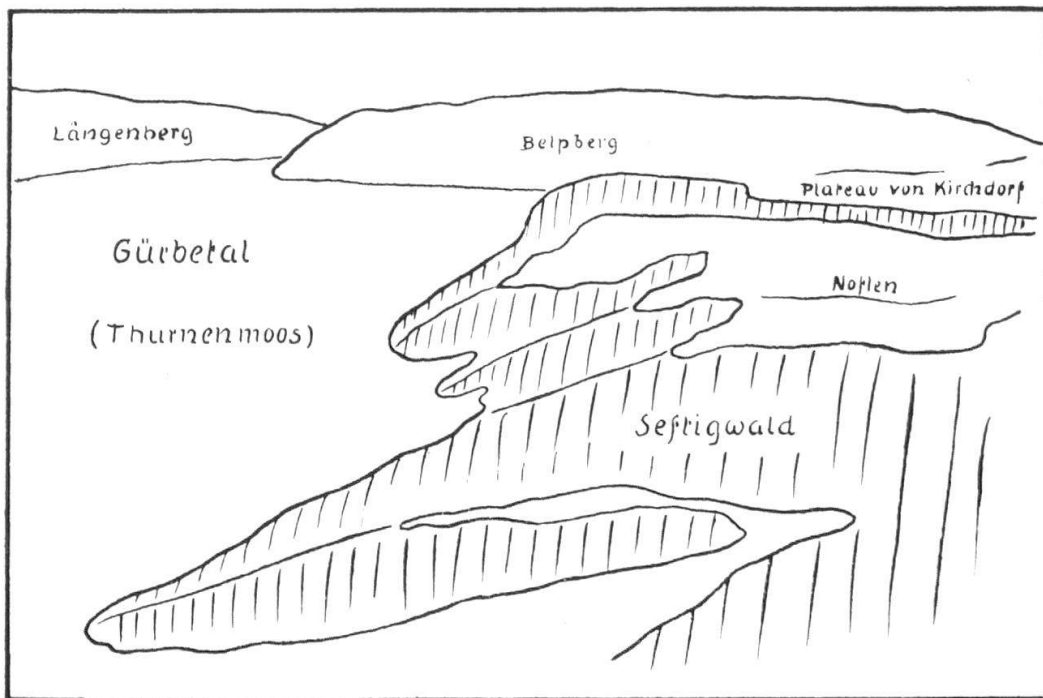 Längenberg
Belpberg
Plateau von Kirchdorf
Gürbetal
Noflen
(Thurnenmoos)
Seftigwald